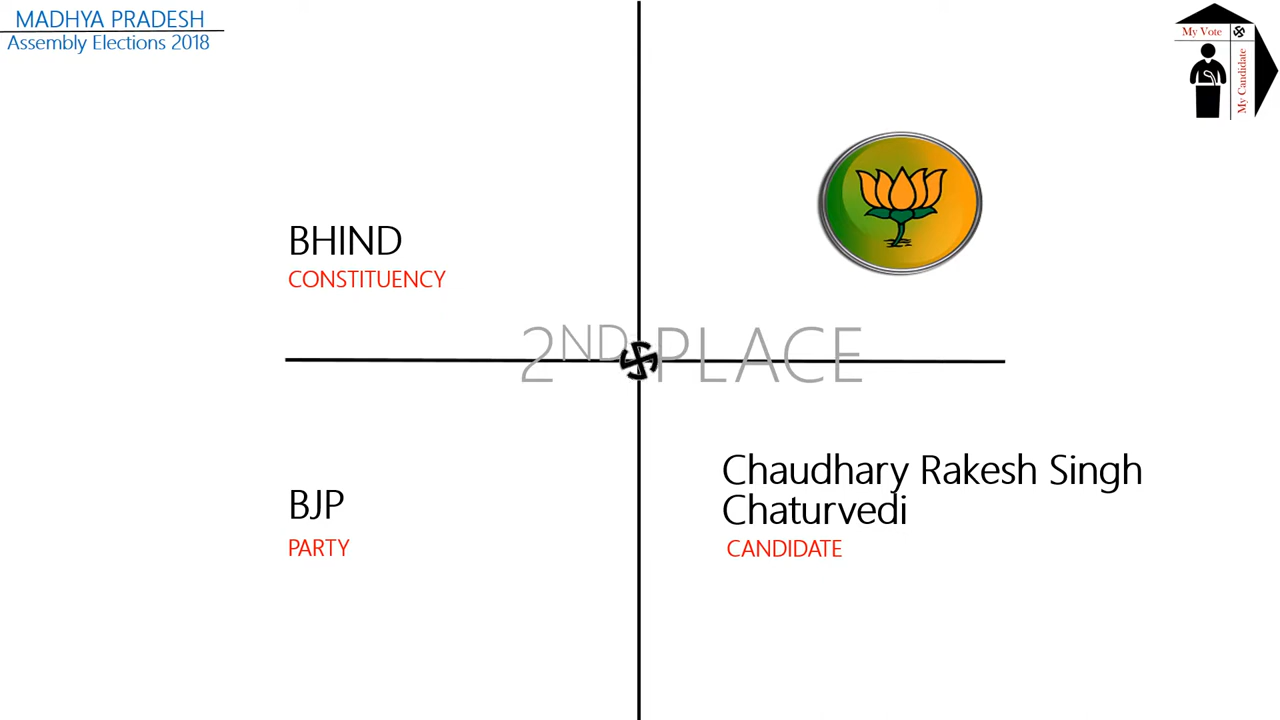 MADHYA PRADESH
Assembly Elections 2018
My Vote
My Candidate
BHIND
CONSTITUENCY
2ND PLACE
BJP
PARTY
Chaudhary Rakesh Singh
Chaturvedi
CANDIDATE